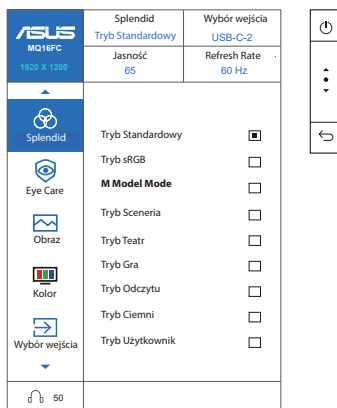 ASUS
MQ16FC
1920 X 1200
Splendid
Tryb Standardowy
Wybór wejścia
USB-C-2
Jasność
65
Refresh Rate
60 Hz
Splendid
Eye Care
Obraz
Kolor
Wybór wejścia
Tryb Standardowy
Tryb sRGB
M Model Mode
Tryb Sceneria
Tryb Teatr
Tryb Gra
Tryb Odczytu
Tryb Ciemni
Tryb Użytkownik
50